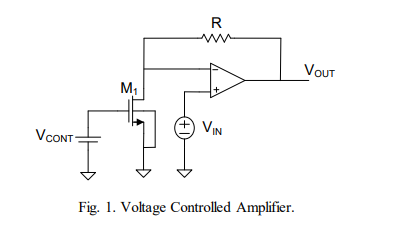 R
VOUT
M1
-
+
VCONT
+
-
VIN
Fig. 1. Voltage Controlled Amplifier.